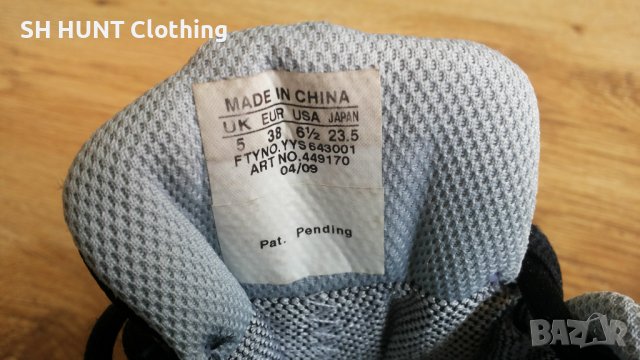 SH HUNT Clothing
MADE IN CHINA
UK EUR USA JAPAN
5 38 6½ 23.5
FTYNO.YYS643001
ART NO.449170
04/09
Pat. Pending
BAZAR